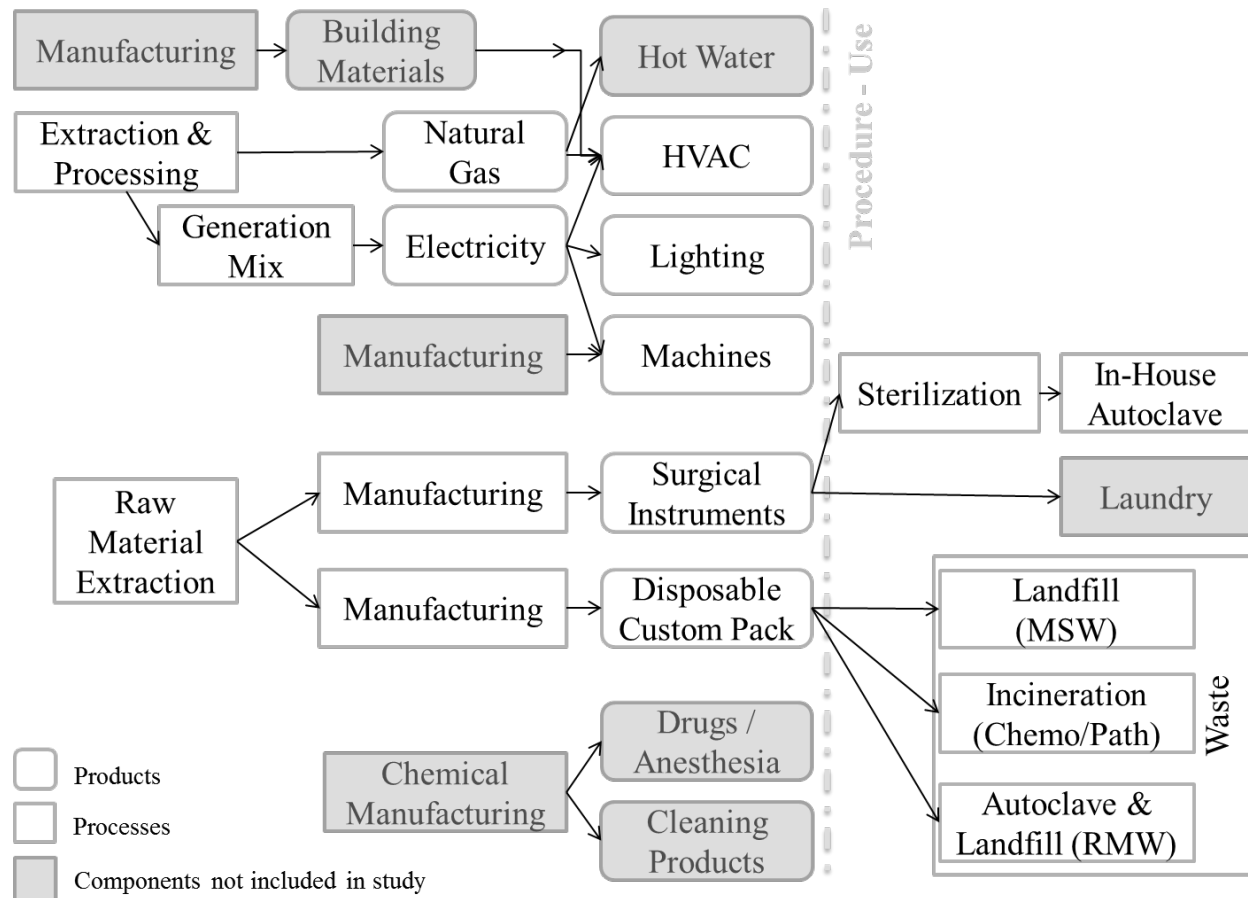 Manufacturing
Building
Materials
Hot Water
Extraction &
Processing
Natural
Gas
HVAC
Procedure - Use
Generation
Mix
Electricity
Lighting
Manufacturing
Machines
Sterilization
In-House
Autoclave
Raw
Material
Extraction
Manufacturing
Surgical
Instruments
Laundry
Manufacturing
Disposable
Custom Pack
Landfill
(MSW)
Incineration
(Chemo/Path)
Waste
Autoclave &
Landfill (RMW)
Chemical
Manufacturing
Drugs /
Anesthesia
Cleaning
Products
Products
Processes
Components not included in study